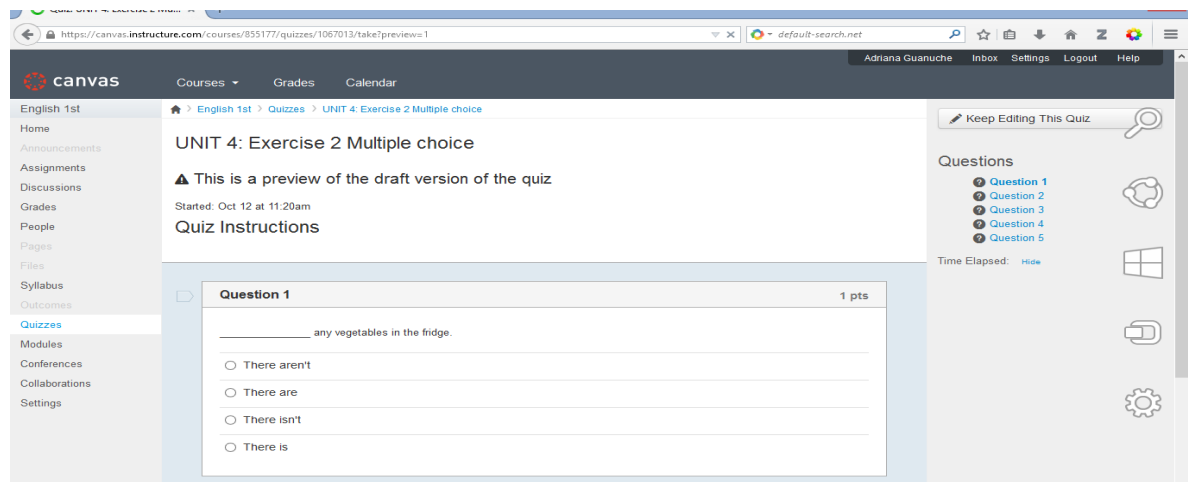 https://canvas.instructure.com/courses/855177/quizzes/1067013/take?preview=1
default-search.net
Adriana Guanuche Inbox Settings Logout Help
canvas Courses Grades Calendar
English 1st
Home
Announcements
Assignments
Discussions
Grades
People
Pages
Files
Syllabus
Outcomes
Quizzes
Modules
Conferences
Collaborations
Settings
English 1st > Quizzes > UNIT 4: Exercise 2 Multiple choice
UNIT 4: Exercise 2 Multiple choice
This is a preview of the draft version of the quiz
Started: Oct 12 at 11:20am
Quiz Instructions
Question 1 1 pts
_______________ any vegetables in the fridge.
There aren't
There are
There isn't
There is
Keep Editing This Quiz
Questions
Question 1
Question 2
Question 3
Question 4
Question 5
Time Elapsed: Hide